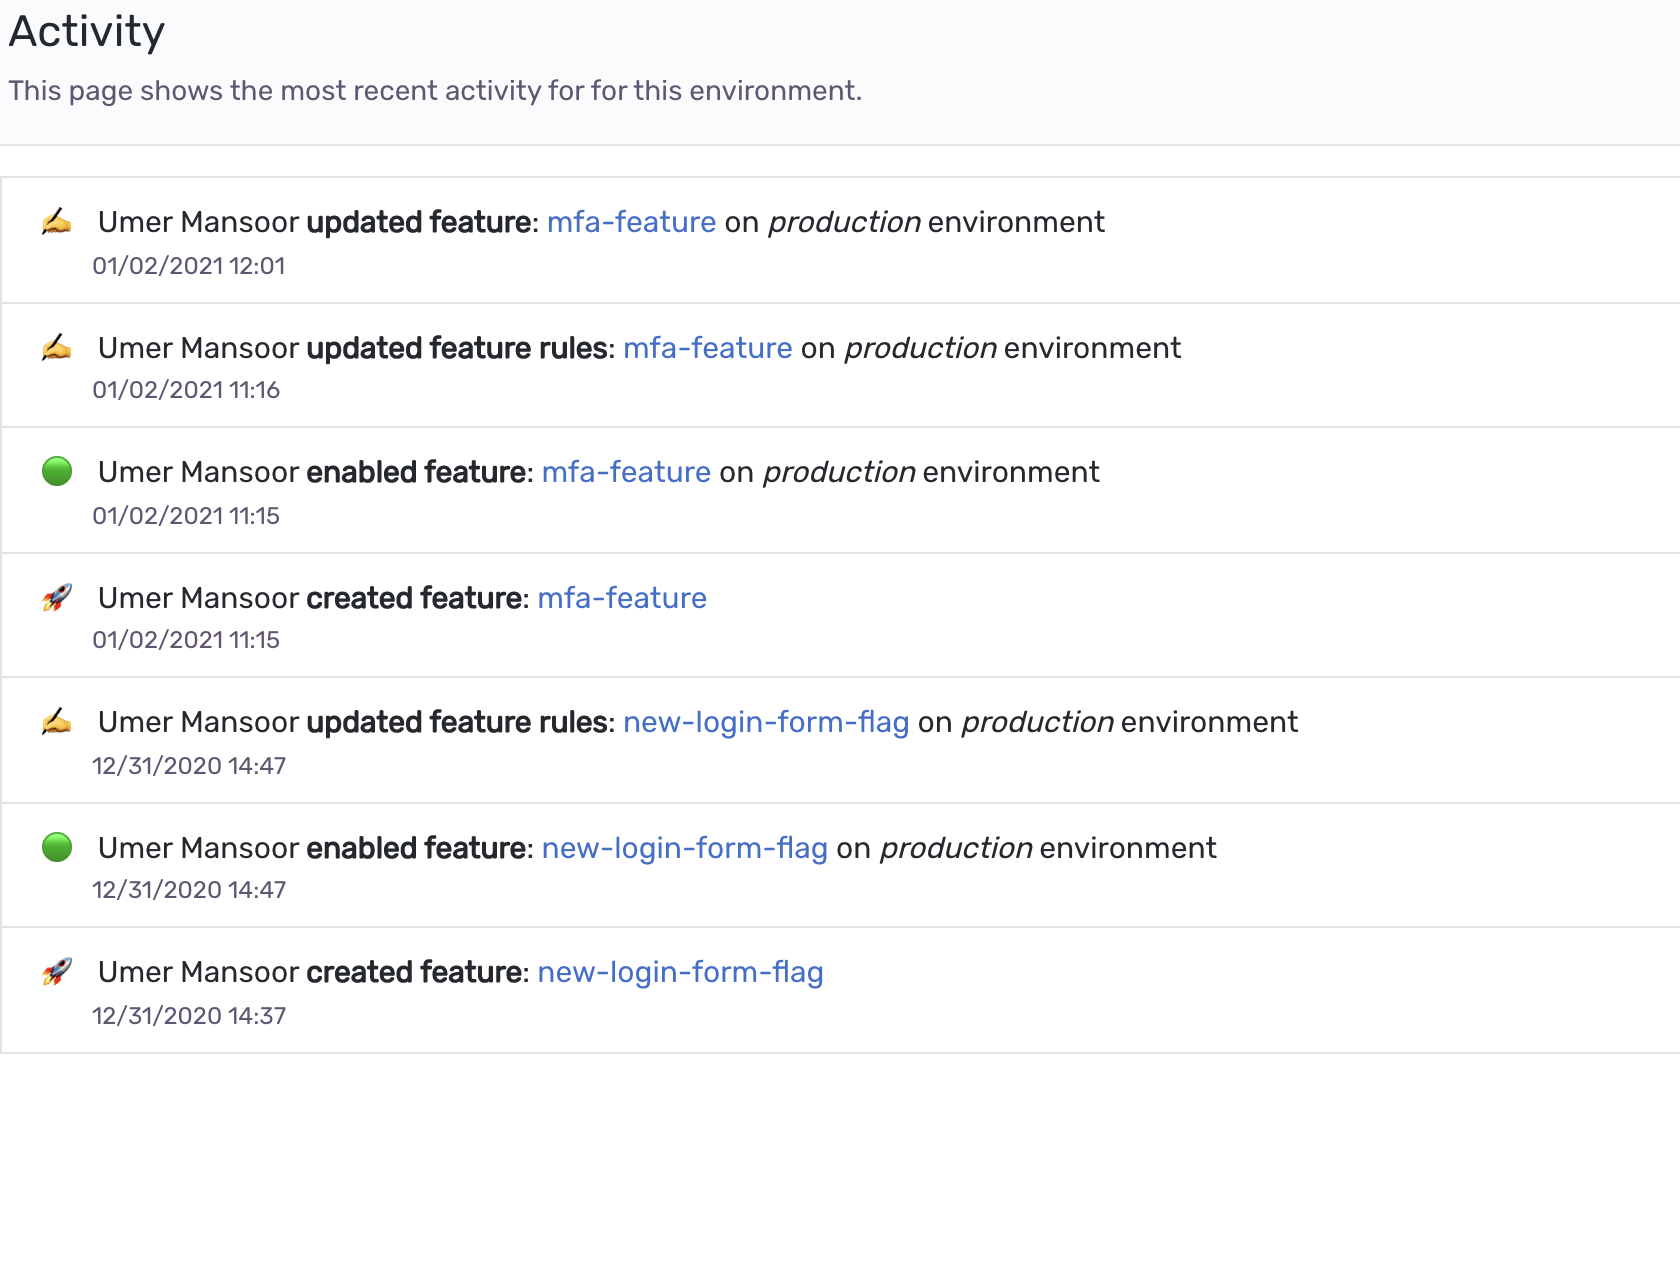 Activity
This page shows the most recent activity for for this environment.
Umer Mansoor updated feature: mfa-feature on production environment
01/02/2021 12:01
Umer Mansoor updated feature rules: mfa-feature on production environment
01/02/2021 11:16
Umer Mansoor enabled feature: mfa-feature on production environment
01/02/2021 11:15
Umer Mansoor created feature: mfa-feature
01/02/2021 11:15
Umer Mansoor updated feature rules: new-login-form-flag on production environment
12/31/2020 14:47
Umer Mansoor enabled feature: new-login-form-flag on production environment
12/31/2020 14:47
Umer Mansoor created feature: new-login-form-flag
12/31/2020 14:37